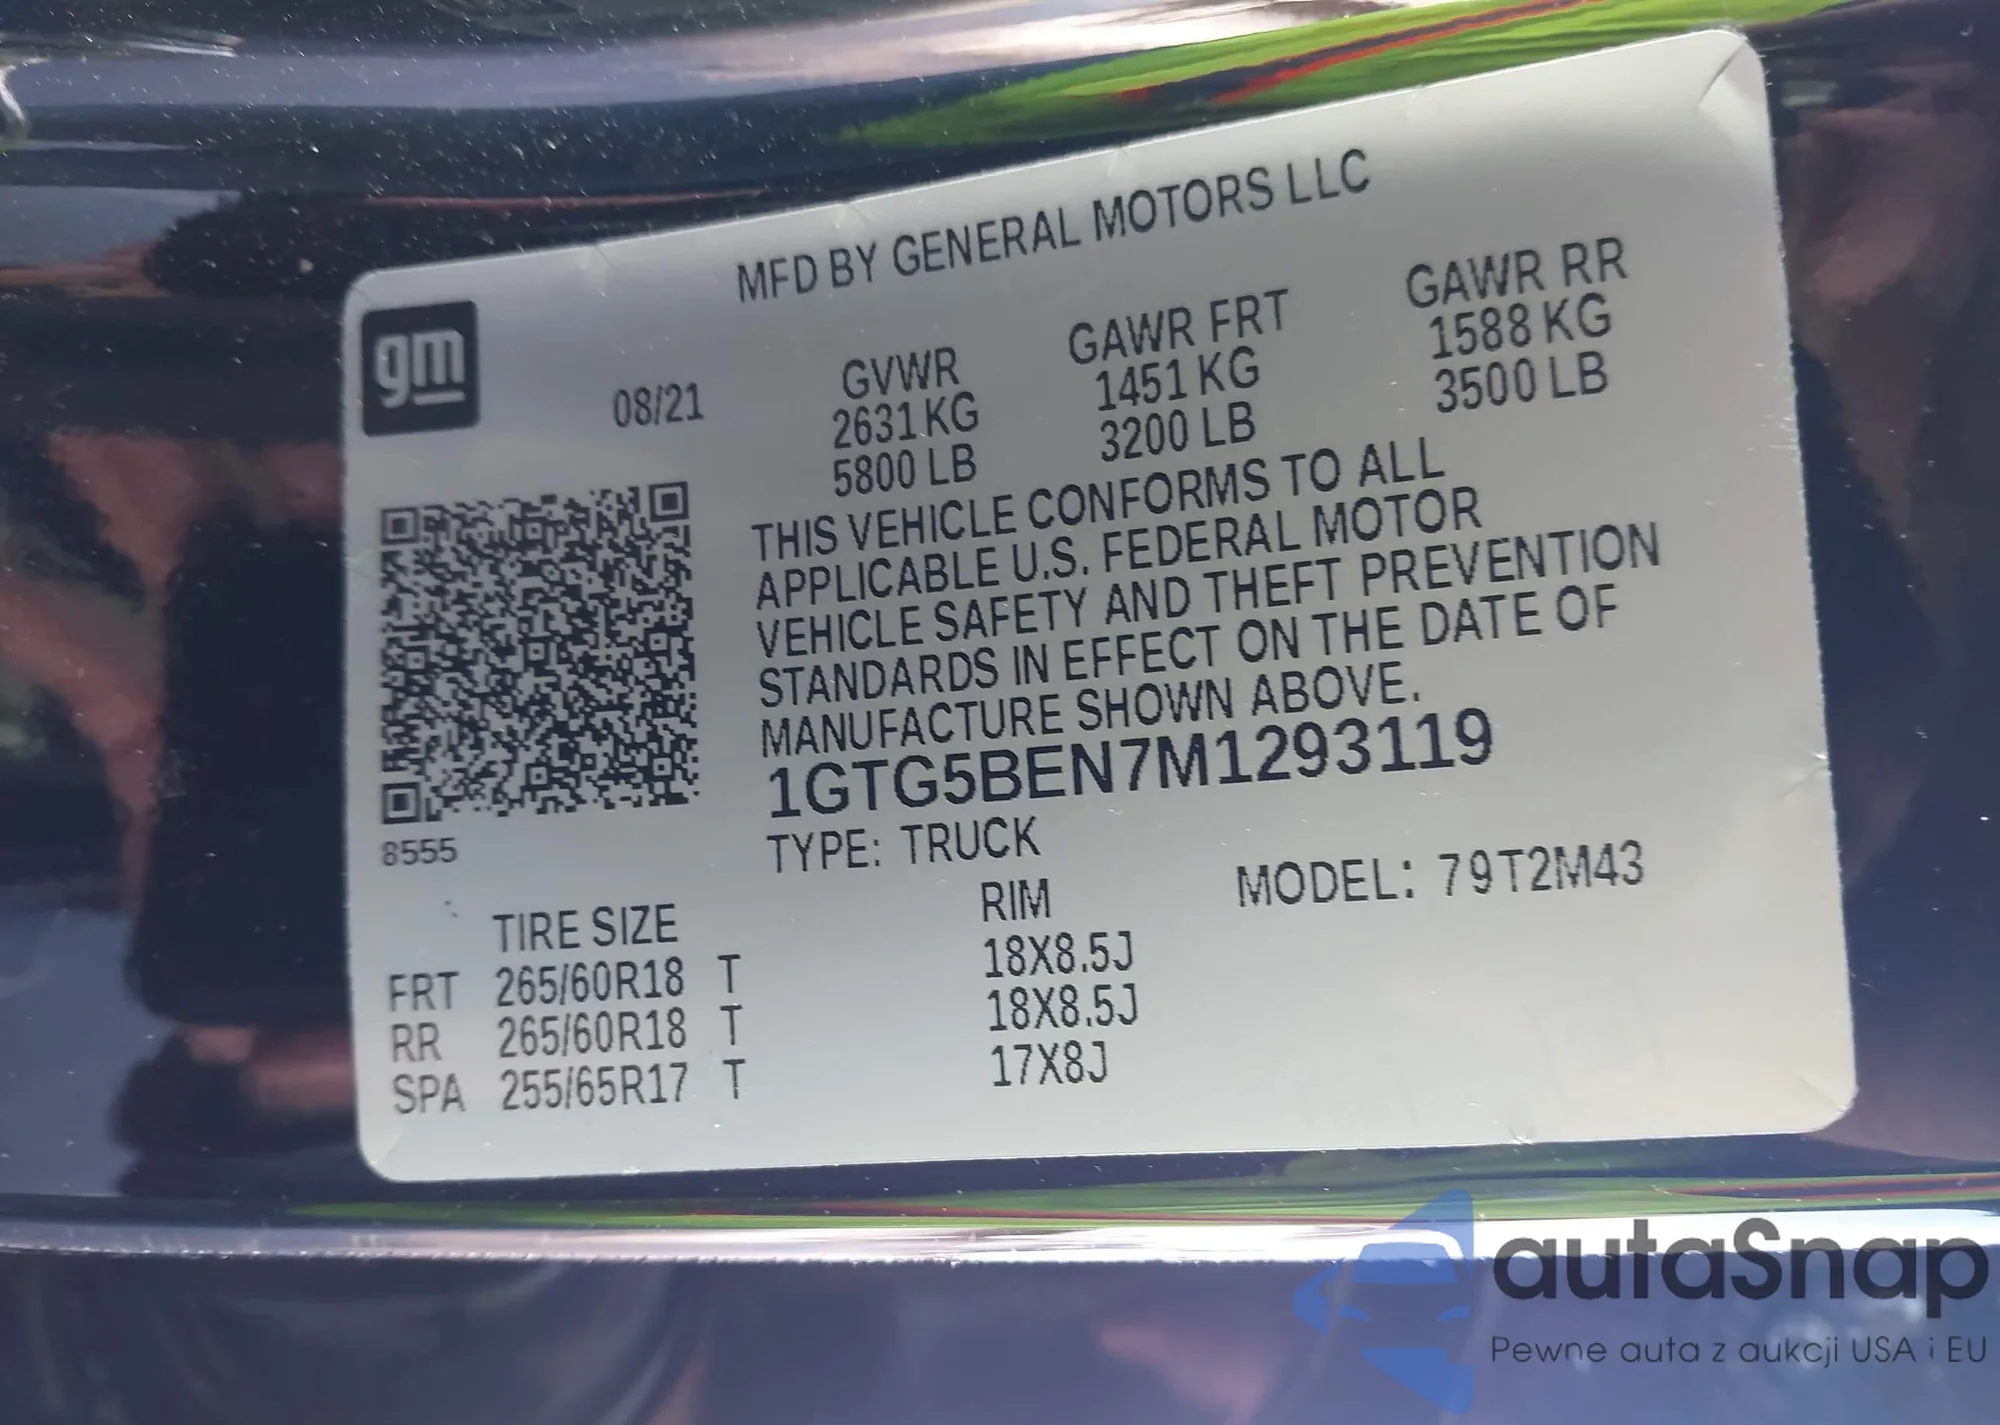 MFD BY GENERAL MOTORS LLC
gm
08/21
GVWR GAWR FRT GAWR RR
2631 KG 1451 KG 1588 KG
5800 LB 3200 LB 3500 LB
THIS VEHICLE CONFORMS TO ALL
APPLICABLE U.S. FEDERAL MOTOR
VEHICLE SAFETY AND THEFT PREVENTION
STANDARDS IN EFFECT ON THE DATE OF
MANUFACTURE SHOWN ABOVE.
1GTG5BEN7M1293119
8555
TYPE: TRUCK
MODEL: 79T2M43
TIRE SIZE RIM
FRT 265/60R18 T 18X8.5J
RR 265/60R18 T 18X8.5J
SPA 255/65R17 T 17X8J
autaSnap
Pewne auta z aukcji USA i EU